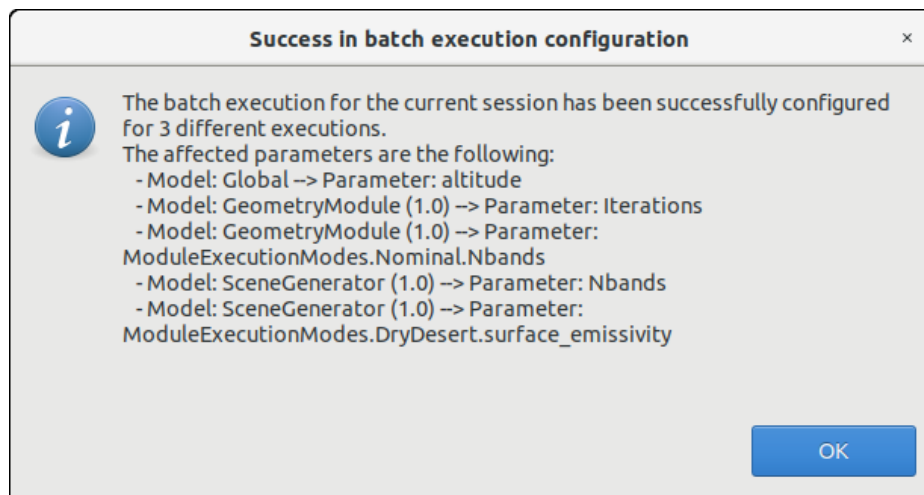 Success in batch execution configuration
×
i
The batch execution for the current session has been successfully configured
for 3 different executions.
The affected parameters are the following:
- Model: Global --> Parameter: altitude
- Model: GeometryModule (1.0) --> Parameter: Iterations
- Model: GeometryModule (1.0) --> Parameter:
ModuleExecutionModes.Nominal.Nbands
- Model: SceneGenerator (1.0) --> Parameter: Nbands
- Model: SceneGenerator (1.0) --> Parameter:
ModuleExecutionModes.DryDesert.surface_emissivity
OK